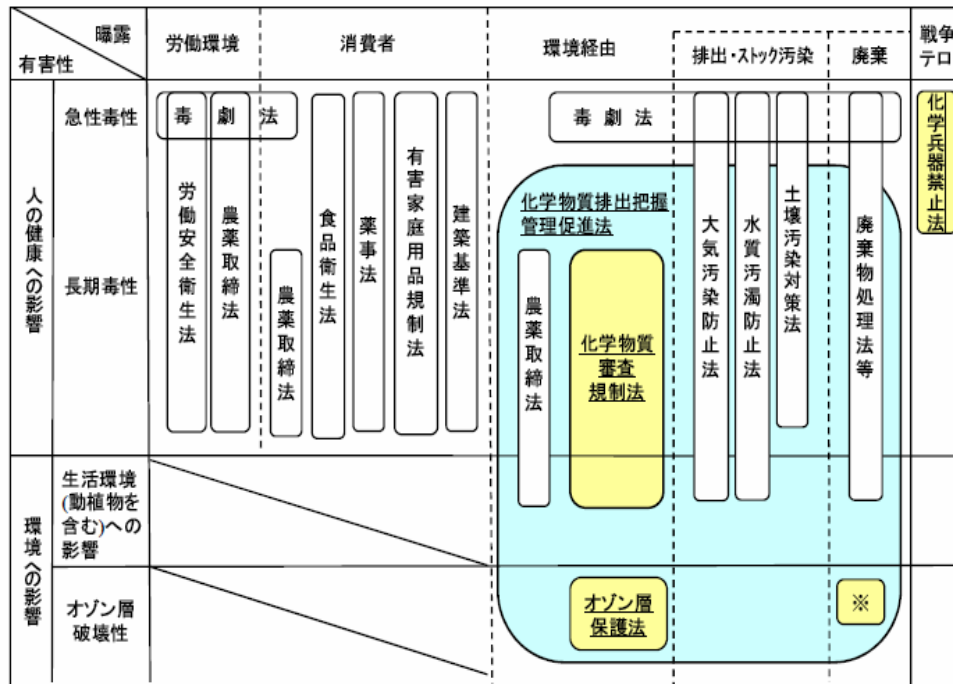 曝露
有害性
労働環境
消費者
環境経由
排出・ストック汚染
廃棄
戦争
テロ
人の健康への影響
急性毒性
長期毒性
毒劇法
労働安全衛生法
農薬取締法
農薬取締法
食品衛生法
薬事法
有害家庭用品規制法
建築基準法
毒劇法
化学物質排出把握
管理促進法
農薬取締法
化学物質
審査
規制法
大気汚染防止法
水質汚濁防止法
土壌汚染対策法
廃棄物処理法等
化学兵器禁止法
環境への影響
生活環境
(動植物を
含む)への
影響
オゾン層
破壊性
オゾン層
保護法
※